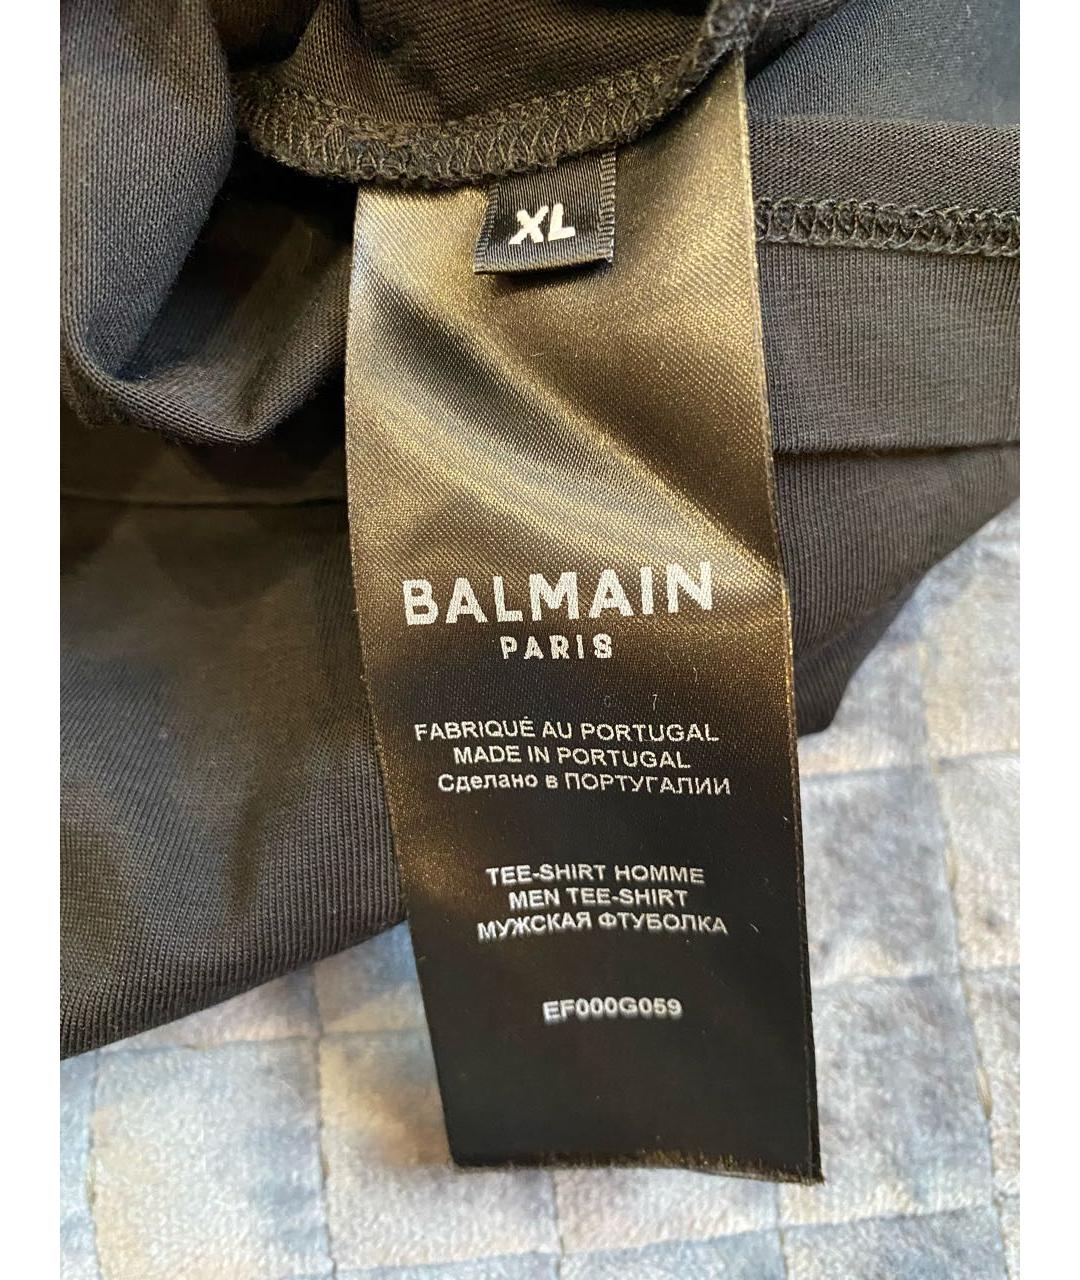 XL
BALMAIN
PARIS
FABRIQUÉ AU PORTUGAL
MADE IN PORTUGAL
Сделано в ПОРТУГАЛИИ
TEE-SHIRT HOMME
MEN TEE-SHIRT
МУЖСКАЯ ФТУБОЛКА
EF000G059